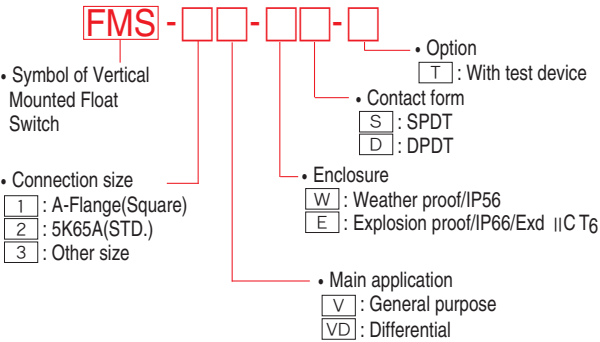 FMS - □□ - □□ - □
• Option
T : With test device
• Symbol of Vertical
Mounted Float
Switch
• Contact form
S : SPDT
D : DPDT
• Connection size
1 : A-Flange(Square)
2 : 5K65A(STD.)
3 : Other size
• Enclosure
W : Weather proof/IP56
E : Explosion proof/IP66/Exd IIC T6
• Main application
V : General purpose
VD : Differential